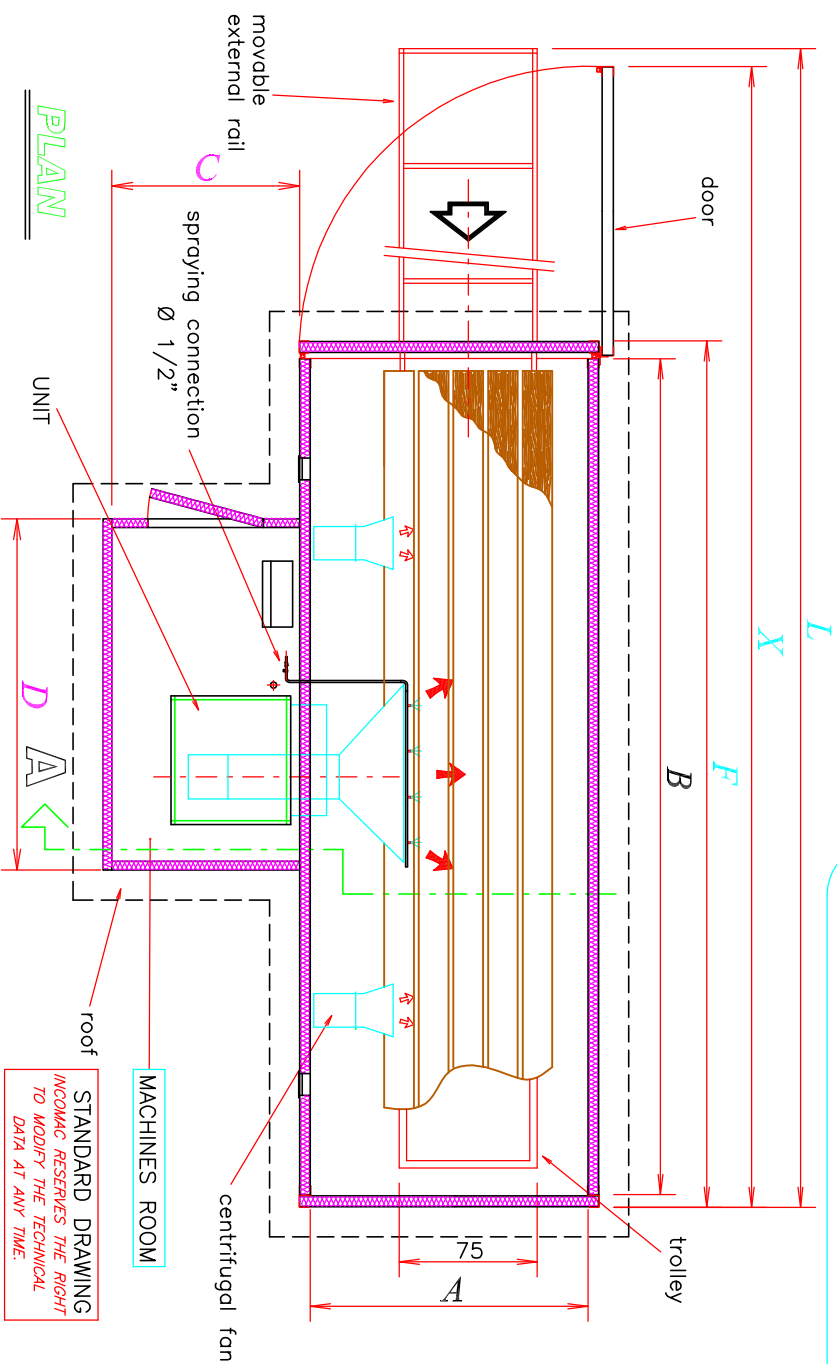 L
X
F
B
door
movable
external rail
C
PLAN
spraying connection
Ø 1/2"
UNIT
D
A
roof
MACHINES ROOM
STANDARD DRAWING
INCOMAC RESERVES THE RIGHT
TO MODIFY THE TECHNICAL
DATA AT ANY TIME.
centrifugal fan
trolley
75
A